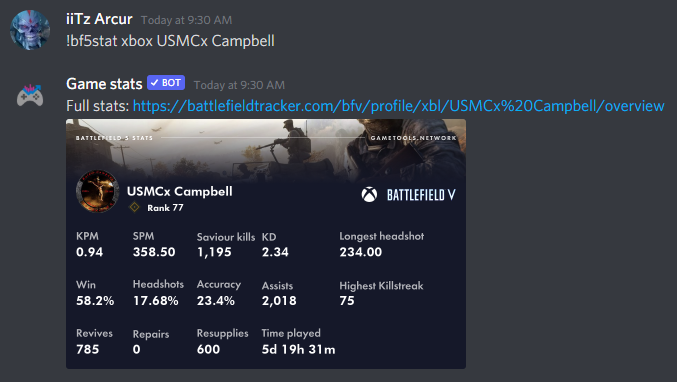 iiTz Arcur Today at 9:30 AM
!bf5stat xbox USMCx Campbell
Game stats BOT Today at 9:30 AM
Full stats: https://battlefieldtracker.com/bfv/profile/xbl/USMCx%20Campbell/overview
BATTLEFIELD 5 STATS GAMETOOLS.NETWORK
USMCx Campbell BATTLEFIELD V
Rank 77
KPM SPM Saviour kills KD Longest headshot
0.94 358.50 1,195 2.34 234.00
Win Headshots Accuracy Assists Highest Killstreak
58.2% 17.68% 23.4% 2,018 75
Revives Repairs Resupplies Time played
785 0 600 5d 19h 31m